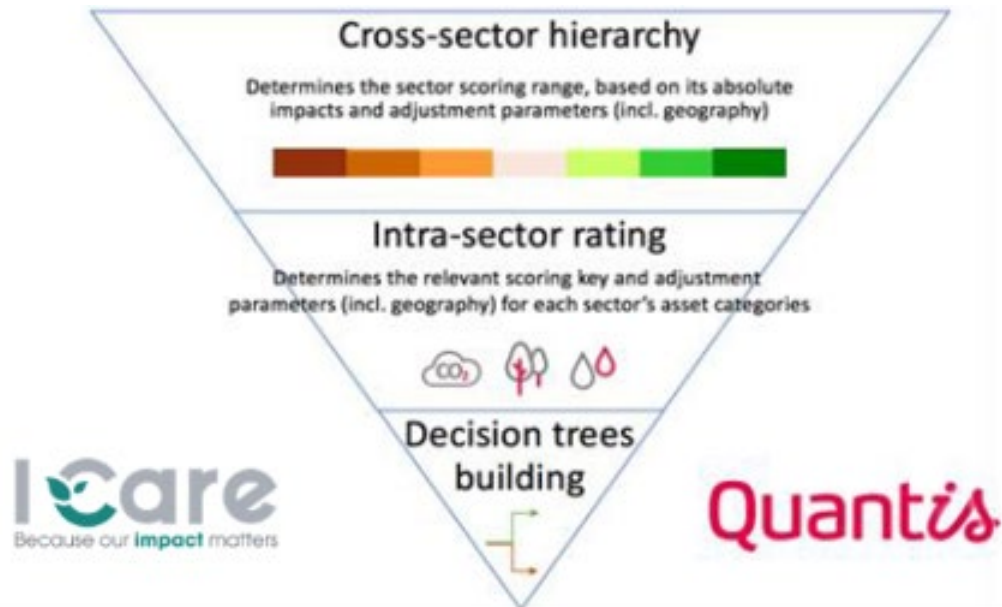 Cross-sector hierarchy
Determines the sector scoring range, based on its absolute
impacts and adjustment parameters (incl. geography)
Intra-sector rating
Determines the relevant scoring key and adjustment
parameters (incl. geography) for each sector's asset categories
CO₂
Decision trees
building
I Care
Because our impact matters
Quantis